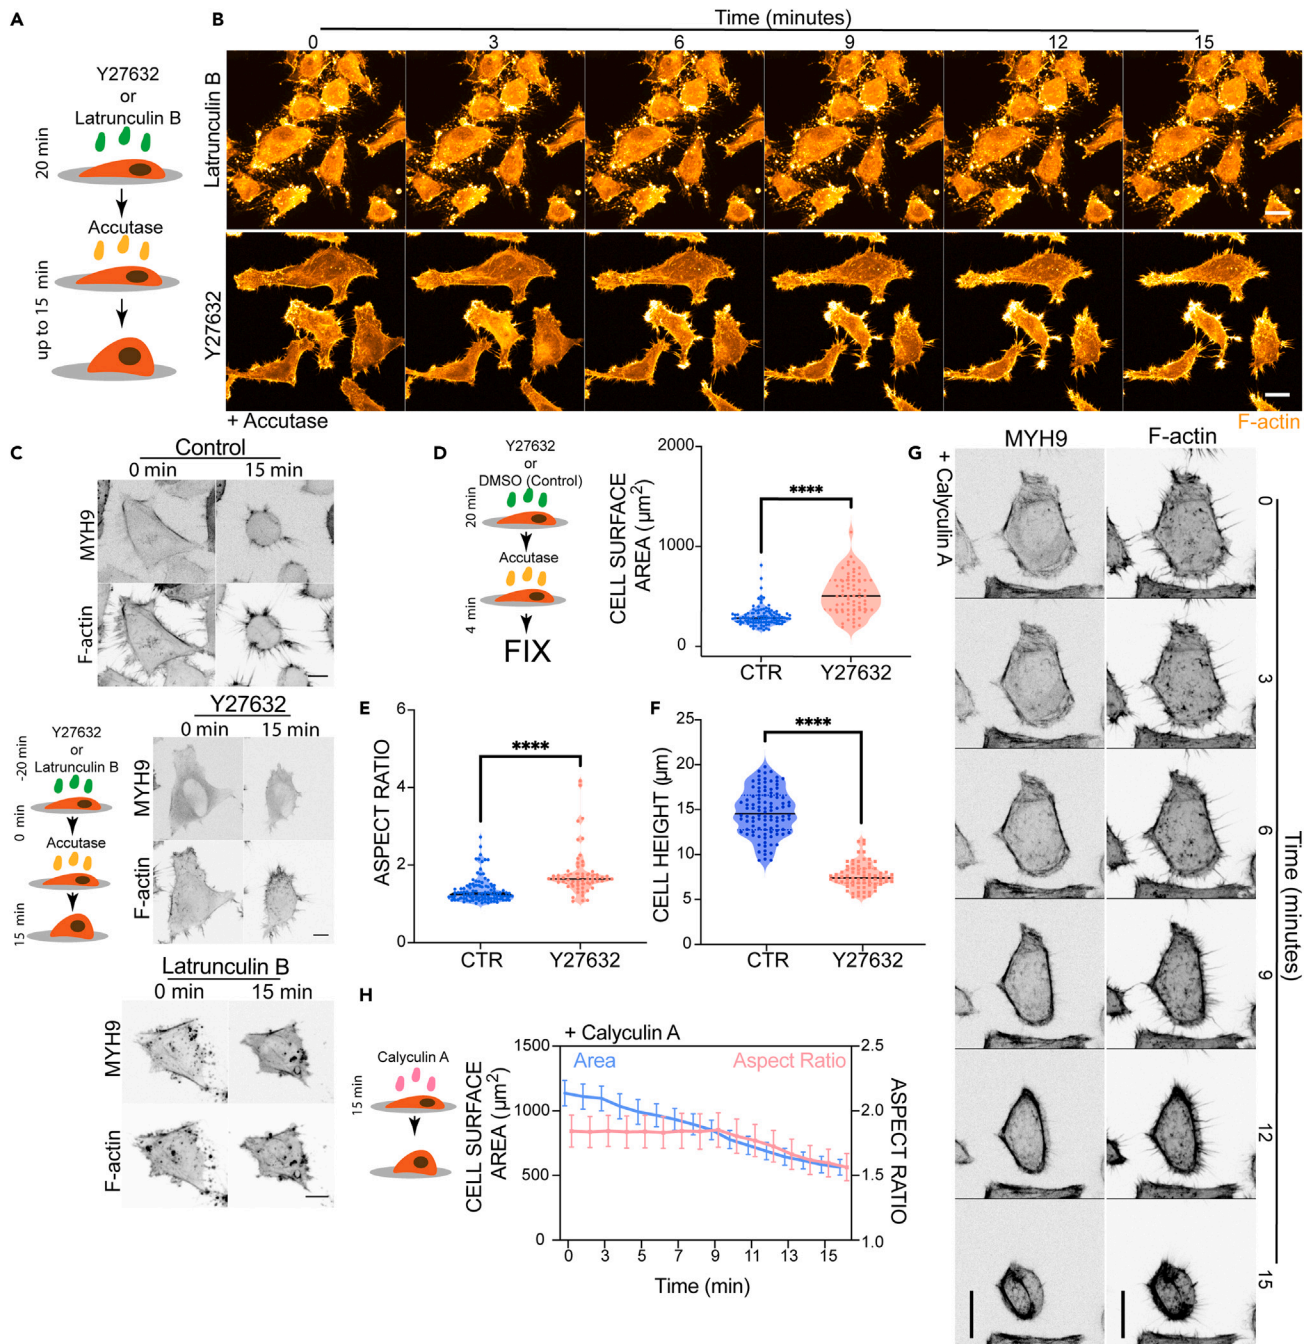 A
Y27632
or
Latrunculin B
20 min
Accutase
up to 15 min
B
Time (minutes)
0 3 6 9 12 15
Latrunculin B
Y27632
+ Accutase
F-actin
C
Control
0 min 15 min
MYH9
F-actin
Y27632
or
Latrunculin B
-20 min
0 min
Accutase
15 min
Y27632
0 min 15 min
MYH9
F-actin
Latrunculin B
0 min 15 min
MYH9
F-actin
D
Y27632
or
DMSO (Control)
20 min
Accutase
4 min
FIX
CELL SURFACE
AREA (µm²)
2000
1000
0
****
CTR Y27632
E
ASPECT RATIO
6
4
2
0
****
CTR Y27632
F
CELL HEIGHT (µm)
25
20
15
10
5
0
****
CTR Y27632
G
+ Calyculin A
MYH9 F-actin
0
3
6
9
12
15
Time (minutes)
H
Calyculin A
15 min
+ Calyculin A
Area
Aspect Ratio
CELL SURFACE
AREA (µm²)
1500
1000
500
0
ASPECT RATIO
2.5
2.0
1.5
1.0
0 3 5 7 9 11 13 15
Time (min)